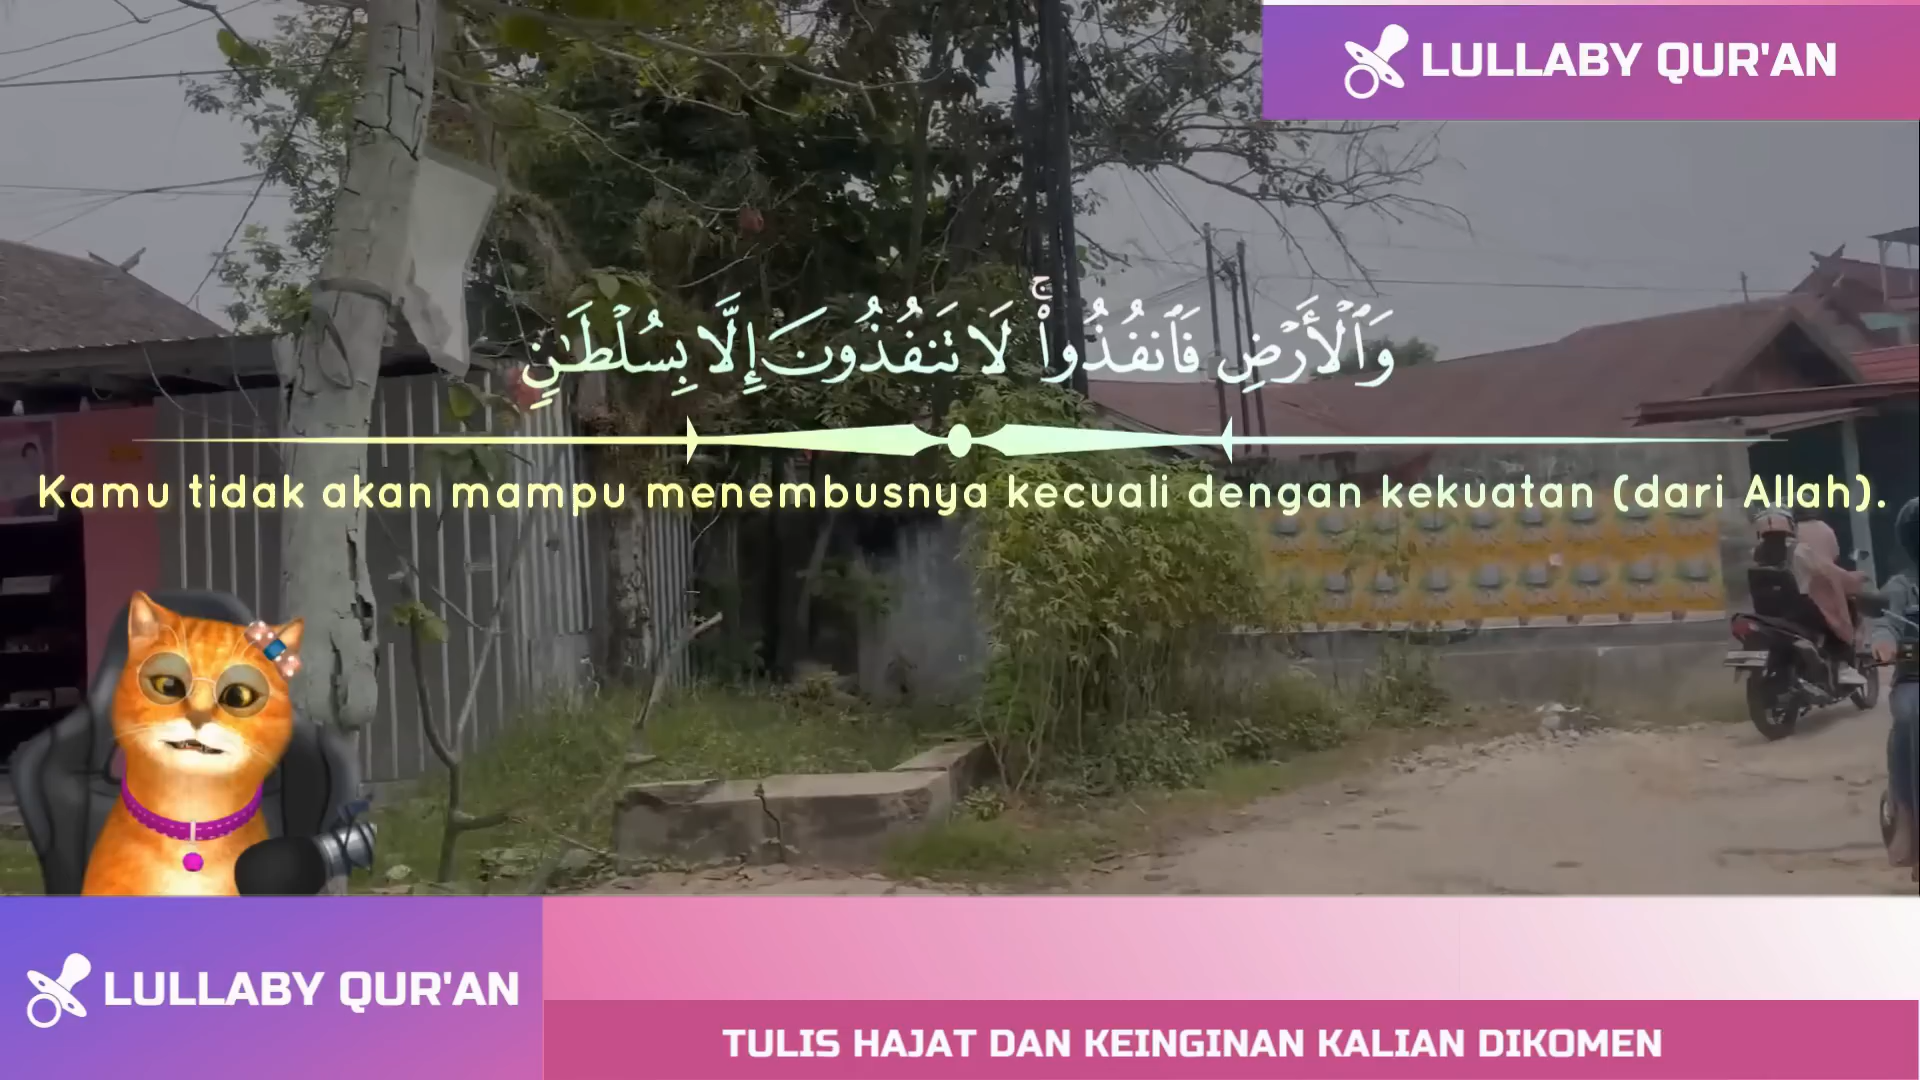 LULLABY QUR'AN
وَٱلْأَرْضِ فَٱنفُذُوا۟ ۚ لَا تَنفُذُونَ إِلَّا بِسُلْطَـٰنٍ
Kamu tidak akan mampu menembusnya kecuali dengan kekuatan (dari Allah).
LULLABY QUR'AN
TULIS HAJAT DAN KEINGINAN KALIAN DIKOMEN